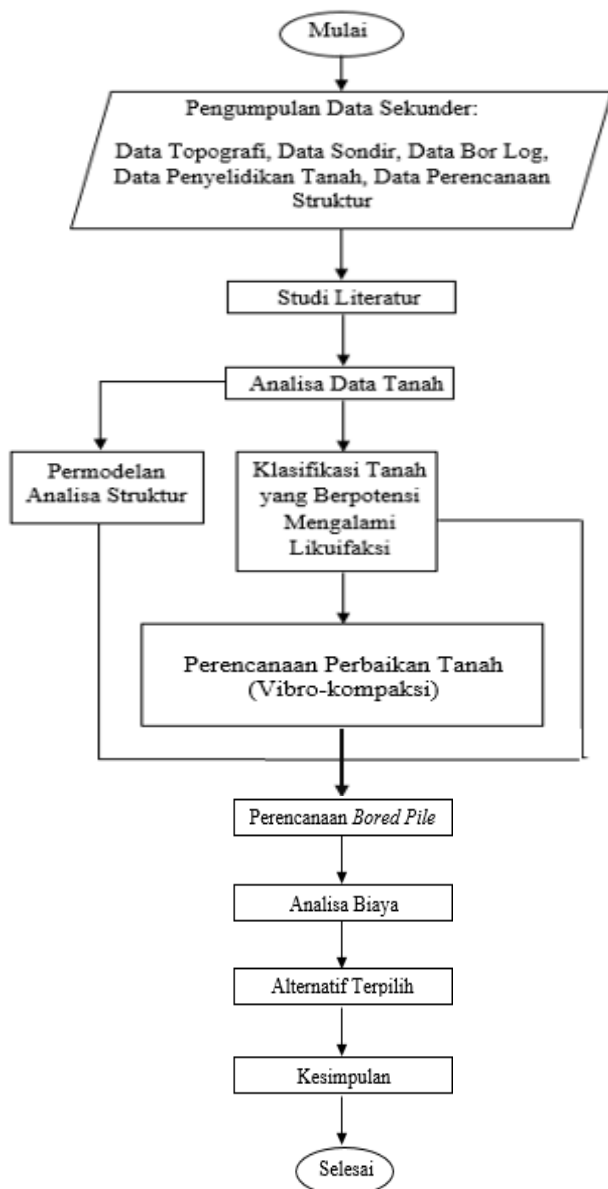 Mulai
Pengumpulan Data Sekunder:
Data Topografi, Data Sondir, Data Bor Log,
Data Penyelidikan Tanah, Data Perencanaan
Struktur
Studi Literatur
Analisa Data Tanah
Permodelan
Analisa Struktur
Klasifikasi Tanah
yang Berpotensi
Mengalami
Likuifaksi
Perencanaan Perbaikan Tanah
(Vibro-kompaksi)
Perencanaan Bored Pile
Analisa Biaya
Alternatif Terpilih
Kesimpulan
Selesai